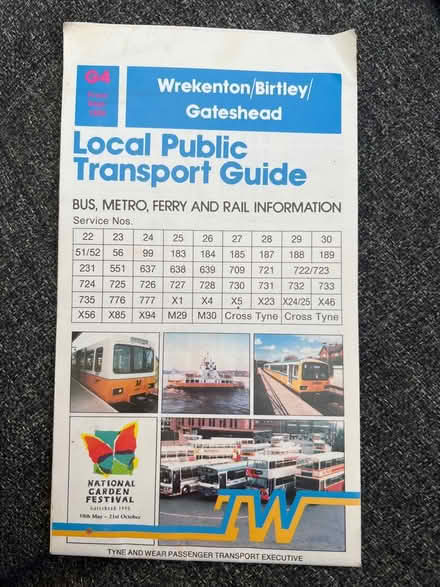 G4
Wrekenton/Birtley/
Gateshead
Local Public
Transport Guide
BUS, METRO, FERRY AND RAIL INFORMATION
Service Nos.
22 23 24 25 26 27 28 29 30
51/52 56 99 183 184 185 187 188 189
231 551 637 638 639 709 721 722/723
724 725 726 727 728 730 731 732 733
735 776 777 X1 X4 X5 X23 X24/25 X46
X56 X85 X94 M29 M30 Cross Tyne Cross Tyne
NATIONAL
GARDEN
FESTIVAL
Gateshead 1990
18th May – 21st October
TW
TYNE AND WEAR PASSENGER TRANSPORT EXECUTIVE